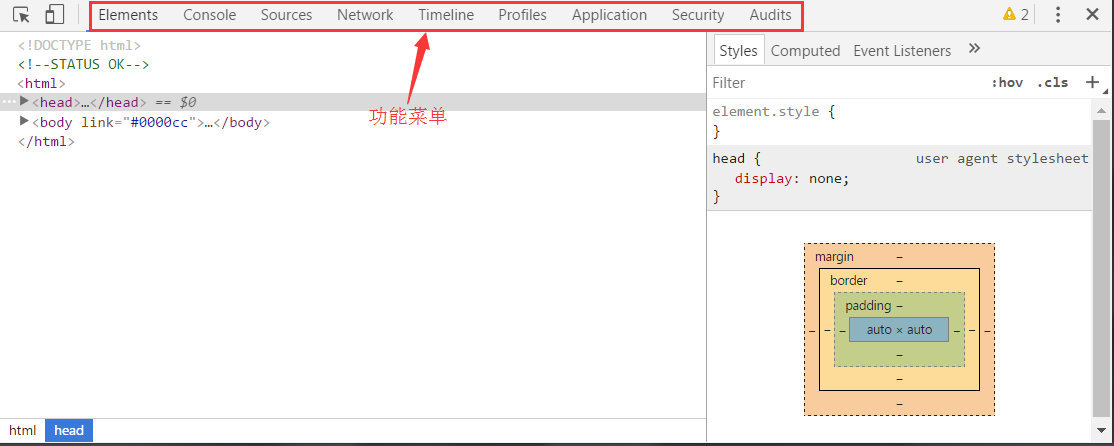 Elements Console Sources Network Timeline Profiles Application Security Audits 2
<!DOCTYPE html>
<!--STATUS OK-->
<html>
<head>…</head> == $0
<body link="#0000cc">…</body>
</html>
功能菜单
html head
Styles Computed Event Listeners »
Filter :hov .cls +
element.style {
}
head { user agent stylesheet
display: none;
}
margin –
border –
padding –
– – – auto × auto – – –
–
–
–